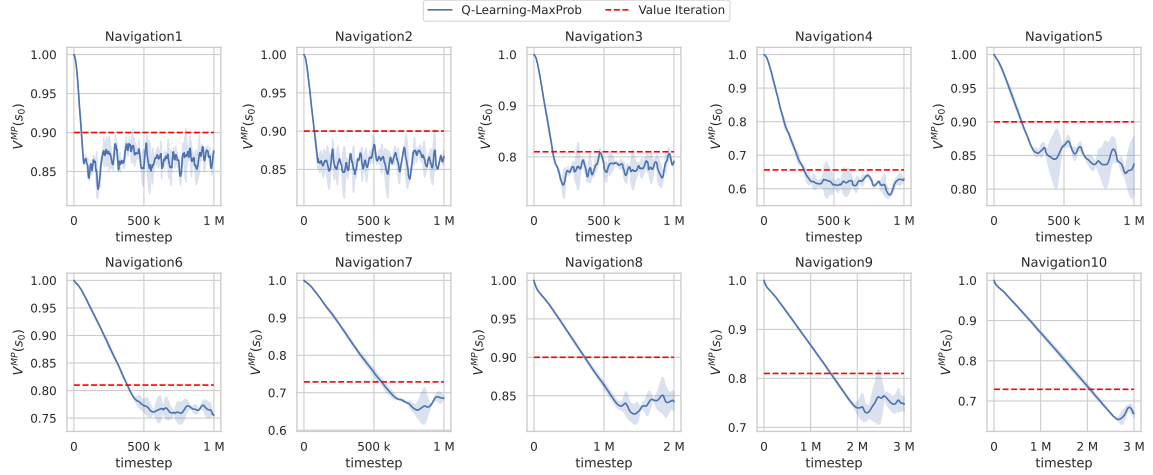 Q-Learning-MaxProb Value Iteration
Navigation1
1.00
0.95
0.90
0.85
V^MP(s_0)
0 500 k 1 M
timestep
Navigation2
1.00
0.95
0.90
0.85
V^MP(s_0)
0 500 k 1 M
timestep
Navigation3
1.0
0.9
0.8
V^MP(s_0)
0 500 k 1 M
timestep
Navigation4
1.0
0.9
0.8
0.7
0.6
V^MP(s_0)
0 500 k 1 M
timestep
Navigation5
1.00
0.95
0.90
0.85
0.80
V^MP(s_0)
0 500 k 1 M
timestep
Navigation6
1.00
0.95
0.90
0.85
0.80
0.75
V^MP(s_0)
0 500 k 1 M
timestep
Navigation7
1.0
0.9
0.8
0.7
0.6
V^MP(s_0)
0 500 k 1 M
timestep
Navigation8
1.00
0.95
0.90
0.85
V^MP(s_0)
0 1 M 2 M
timestep
Navigation9
1.0
0.9
0.8
0.7
V^MP(s_0)
0 1 M 2 M 3 M
timestep
Navigation10
1.0
0.9
0.8
0.7
V^MP(s_0)
0 1 M 2 M 3 M
timestep